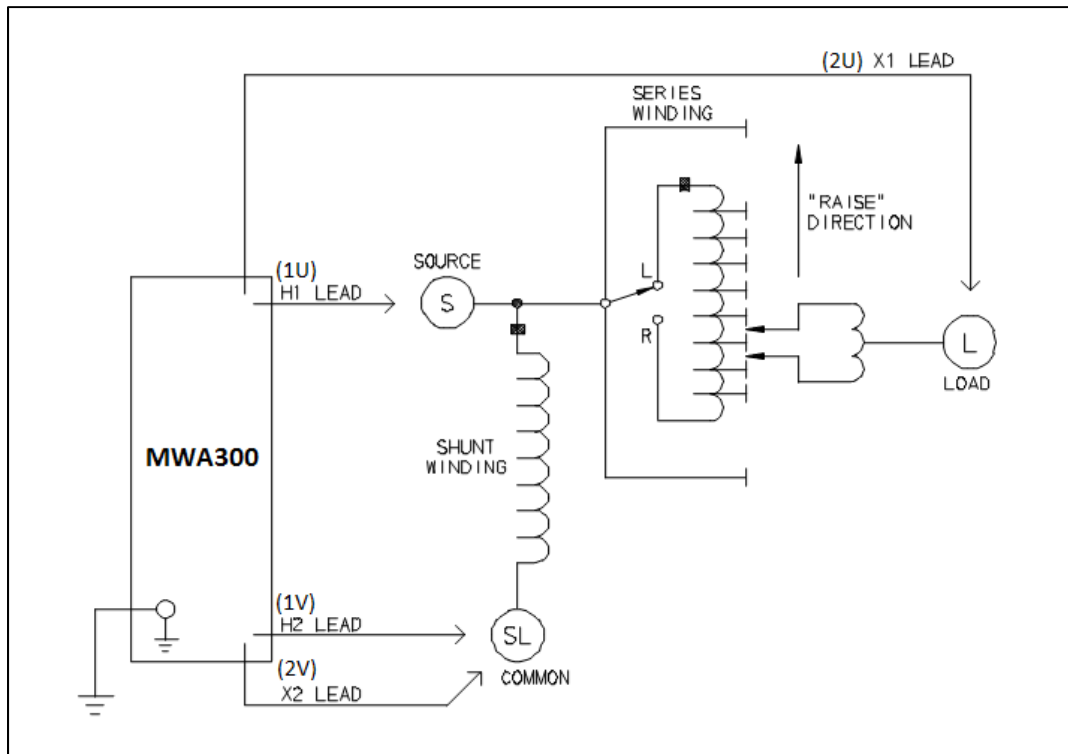 (2U) X1 LEAD
SERIES
WINDING
"RAISE"
DIRECTION
SOURCE
(1U)
H1 LEAD
S
L
R
L
LOAD
MWA300
SHUNT
WINDING
(1V)
H2 LEAD
SL
COMMON
(2V)
X2 LEAD